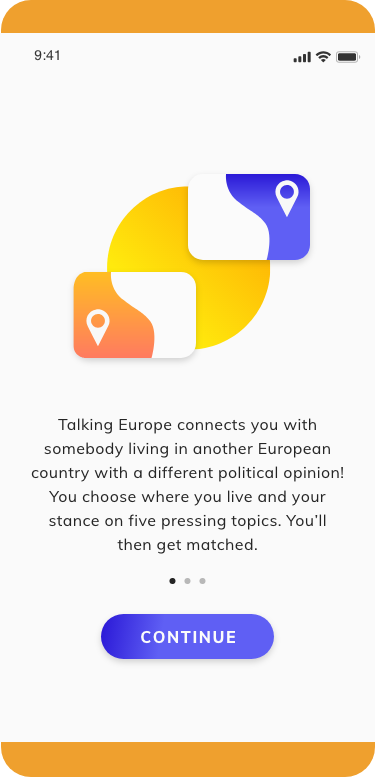 9:41
Talking Europe connects you with
somebody living in another European
country with a different political opinion!
You choose where you live and your
stance on five pressing topics. You’ll
then get matched.
CONTINUE